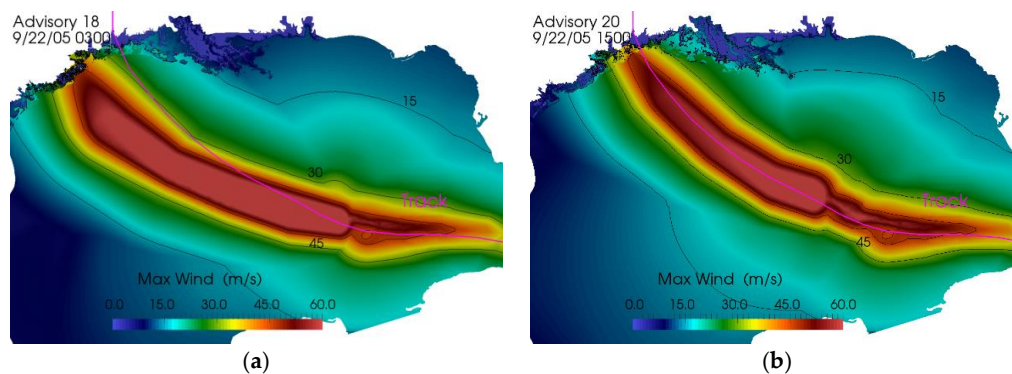 Advisory 18
9/22/05 0300
15
30
Track
45
Max Wind (m/s)
0.0 15.0 30.0 45.0 60.0
(a)
Advisory 20
9/22/05 1500
15
30
Track
45
Max Wind (m/s)
0.0 15.0 30.0 45.0 60.0
(b)